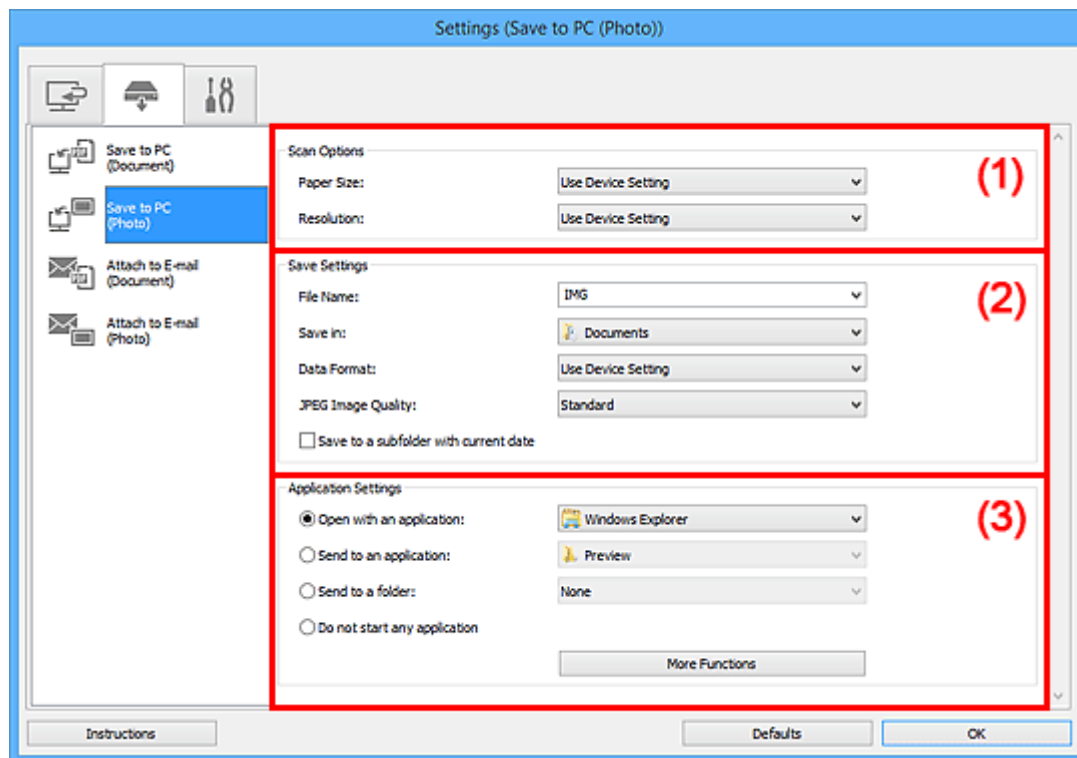 Settings (Save to PC (Photo))
Save to PC
(Document)
Save to PC
(Photo)
Attach to E-mail
(Document)
Attach to E-mail
(Photo)
Scan Options
(1)
Paper Size: Use Device Setting
Resolution: Use Device Setting
Save Settings
(2)
File Name: IMG
Save in: Documents
Data Format: Use Device Setting
JPEG Image Quality: Standard
Save to a subfolder with current date
Application Settings
(3)
Open with an application: Windows Explorer
Send to an application: Preview
Send to a folder: None
Do not start any application
More Functions
Instructions Defaults OK